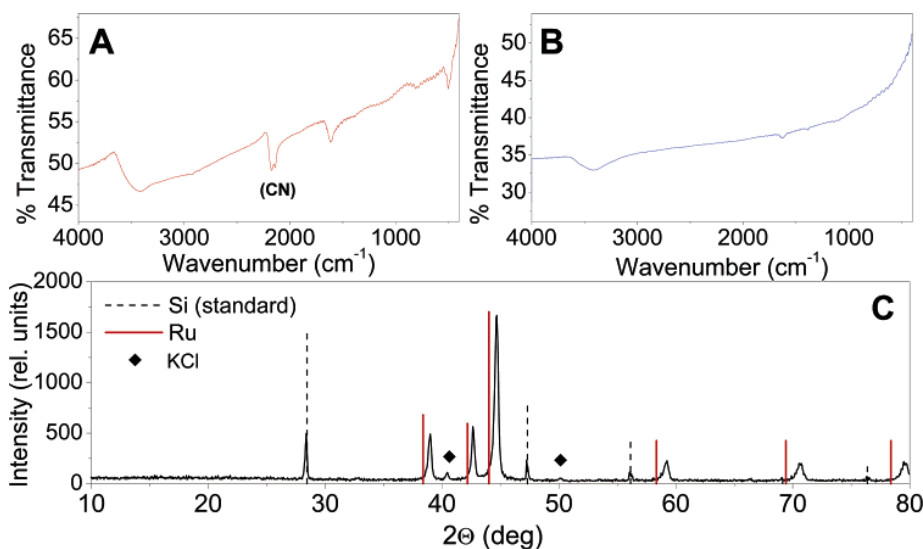 A
% Transmittance
65
60
55
50
45
(CN)
4000 3000 2000 1000
Wavenumber (cm⁻¹)
B
% Transmittance
50
45
40
35
30
4000 3000 2000 1000
Wavenumber (cm⁻¹)
C
Intensity (rel. units)
2000
1500
1000
500
0
Si (standard)
Ru
KCl
10 20 30 40 50 60 70 80
2Θ (deg)